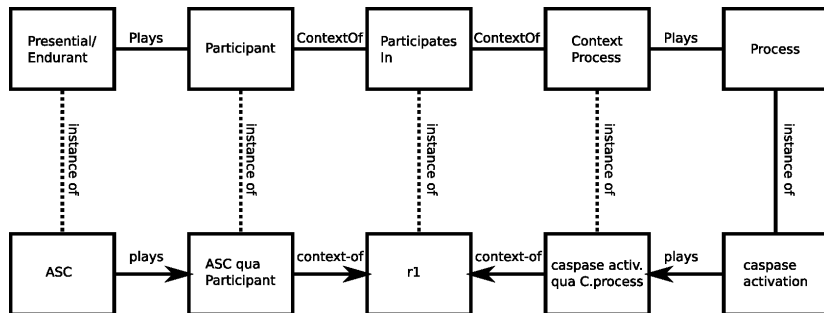 Presential/
Endurant
Plays
Participant
ContextOf
Participates
In
ContextOf
Context
Process
Plays
Process
instance of
instance of
instance of
instance of
instance of
ASC
plays
ASC qua
Participant
context-of
r1
context-of
caspase activ.
qua C.process
plays
caspase
activation